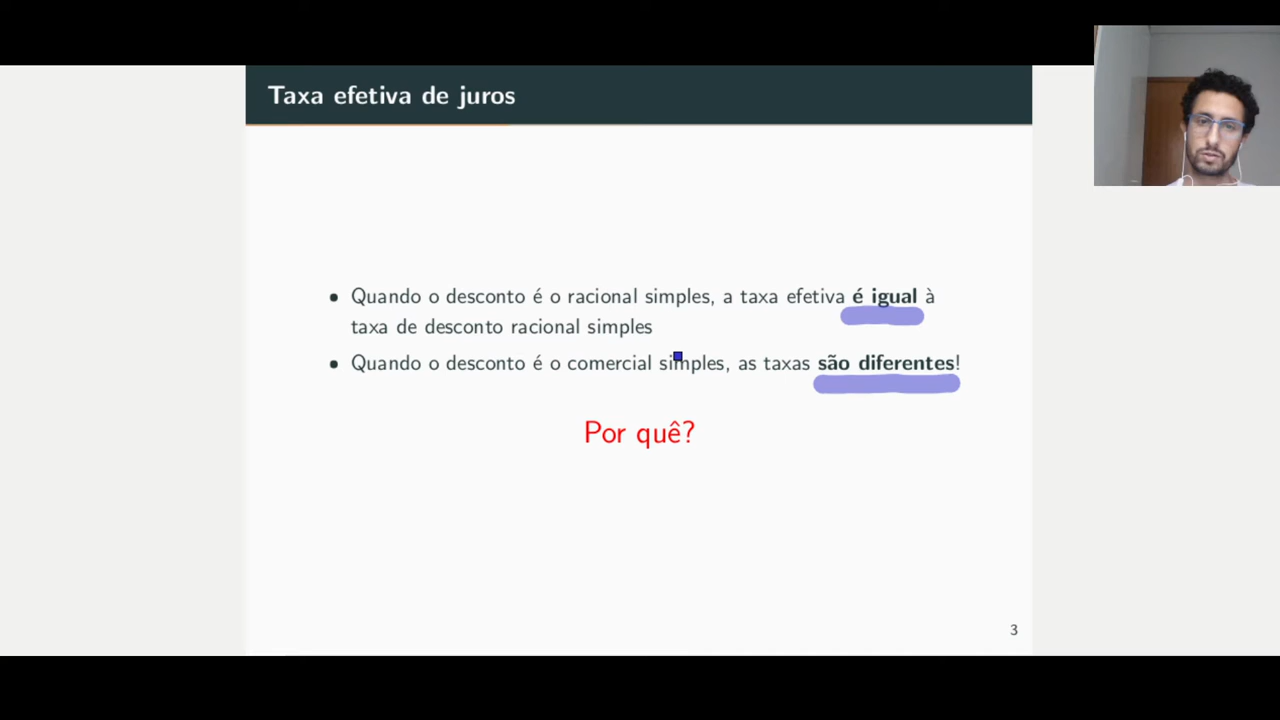 Taxa efetiva de juros
• Quando o desconto é o racional simples, a taxa efetiva é igual à
taxa de desconto racional simples
• Quando o desconto é o comercial simples, as taxas são diferentes!
Por quê?
3